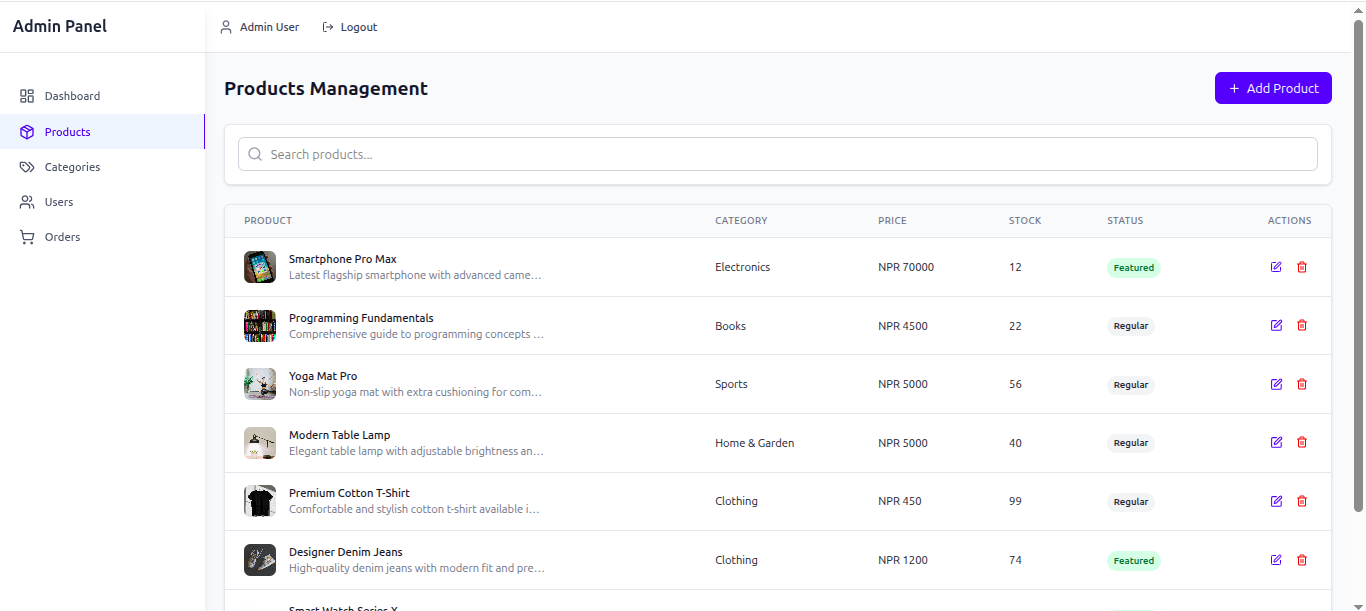 Admin Panel
Admin User
Logout
Dashboard
Products
Categories
Users
Orders
Products Management
+ Add Product
Search products...
PRODUCT CATEGORY PRICE STOCK STATUS ACTIONS
Smartphone Pro Max
Latest flagship smartphone with advanced came...
Electronics NPR 70000 12 Featured
Programming Fundamentals
Comprehensive guide to programming concepts ...
Books NPR 4500 22 Regular
Yoga Mat Pro
Non-slip yoga mat with extra cushioning for com...
Sports NPR 5000 56 Regular
Modern Table Lamp
Elegant table lamp with adjustable brightness an...
Home & Garden NPR 5000 40 Regular
Premium Cotton T-Shirt
Comfortable and stylish cotton t-shirt available i...
Clothing NPR 450 99 Regular
Designer Denim Jeans
High-quality denim jeans with modern fit and pre...
Clothing NPR 1200 74 Featured
Smart Watch Series X